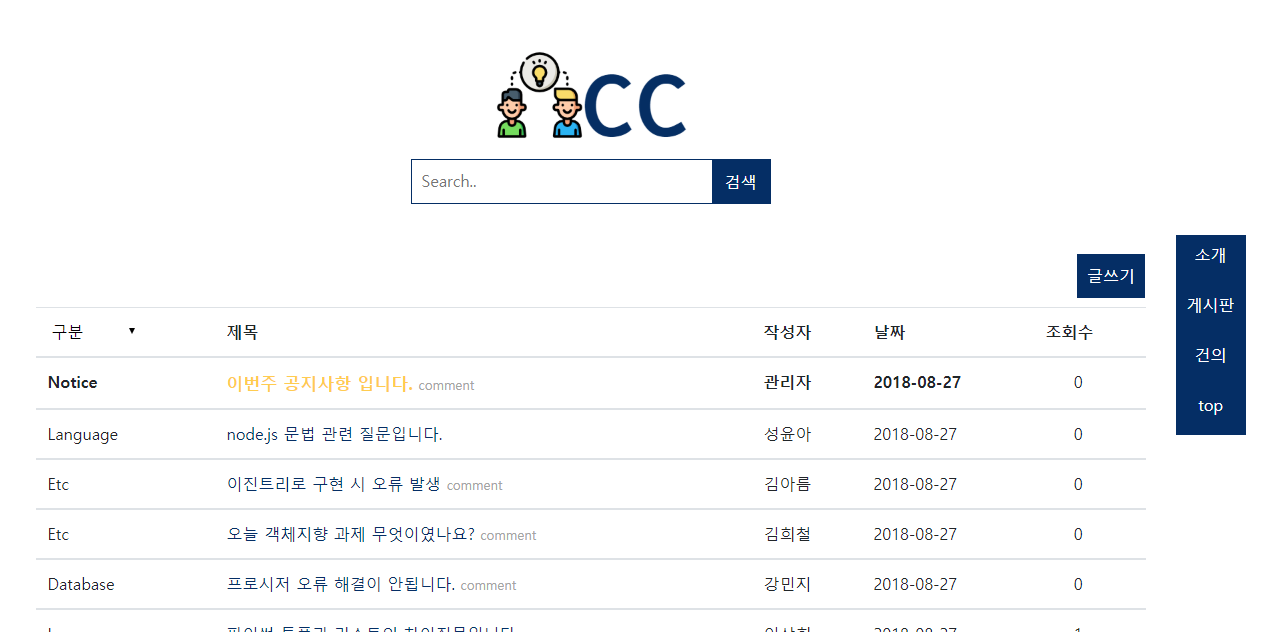 CC
Search.. 검색
글쓰기
구분 ▼ 제목 작성자 날짜 조회수
Notice 이번주 공지사항 입니다. comment 관리자 2018-08-27 0
Language node.js 문법 관련 질문입니다. 성윤아 2018-08-27 0
Etc 이진트리로 구현 시 오류 발생 comment 김아름 2018-08-27 0
Etc 오늘 객체지향 과제 무엇이였나요? comment 김희철 2018-08-27 0
Database 프로시저 오류 해결이 안됩니다. comment 강민지 2018-08-27 0
소개
게시판
건의
top